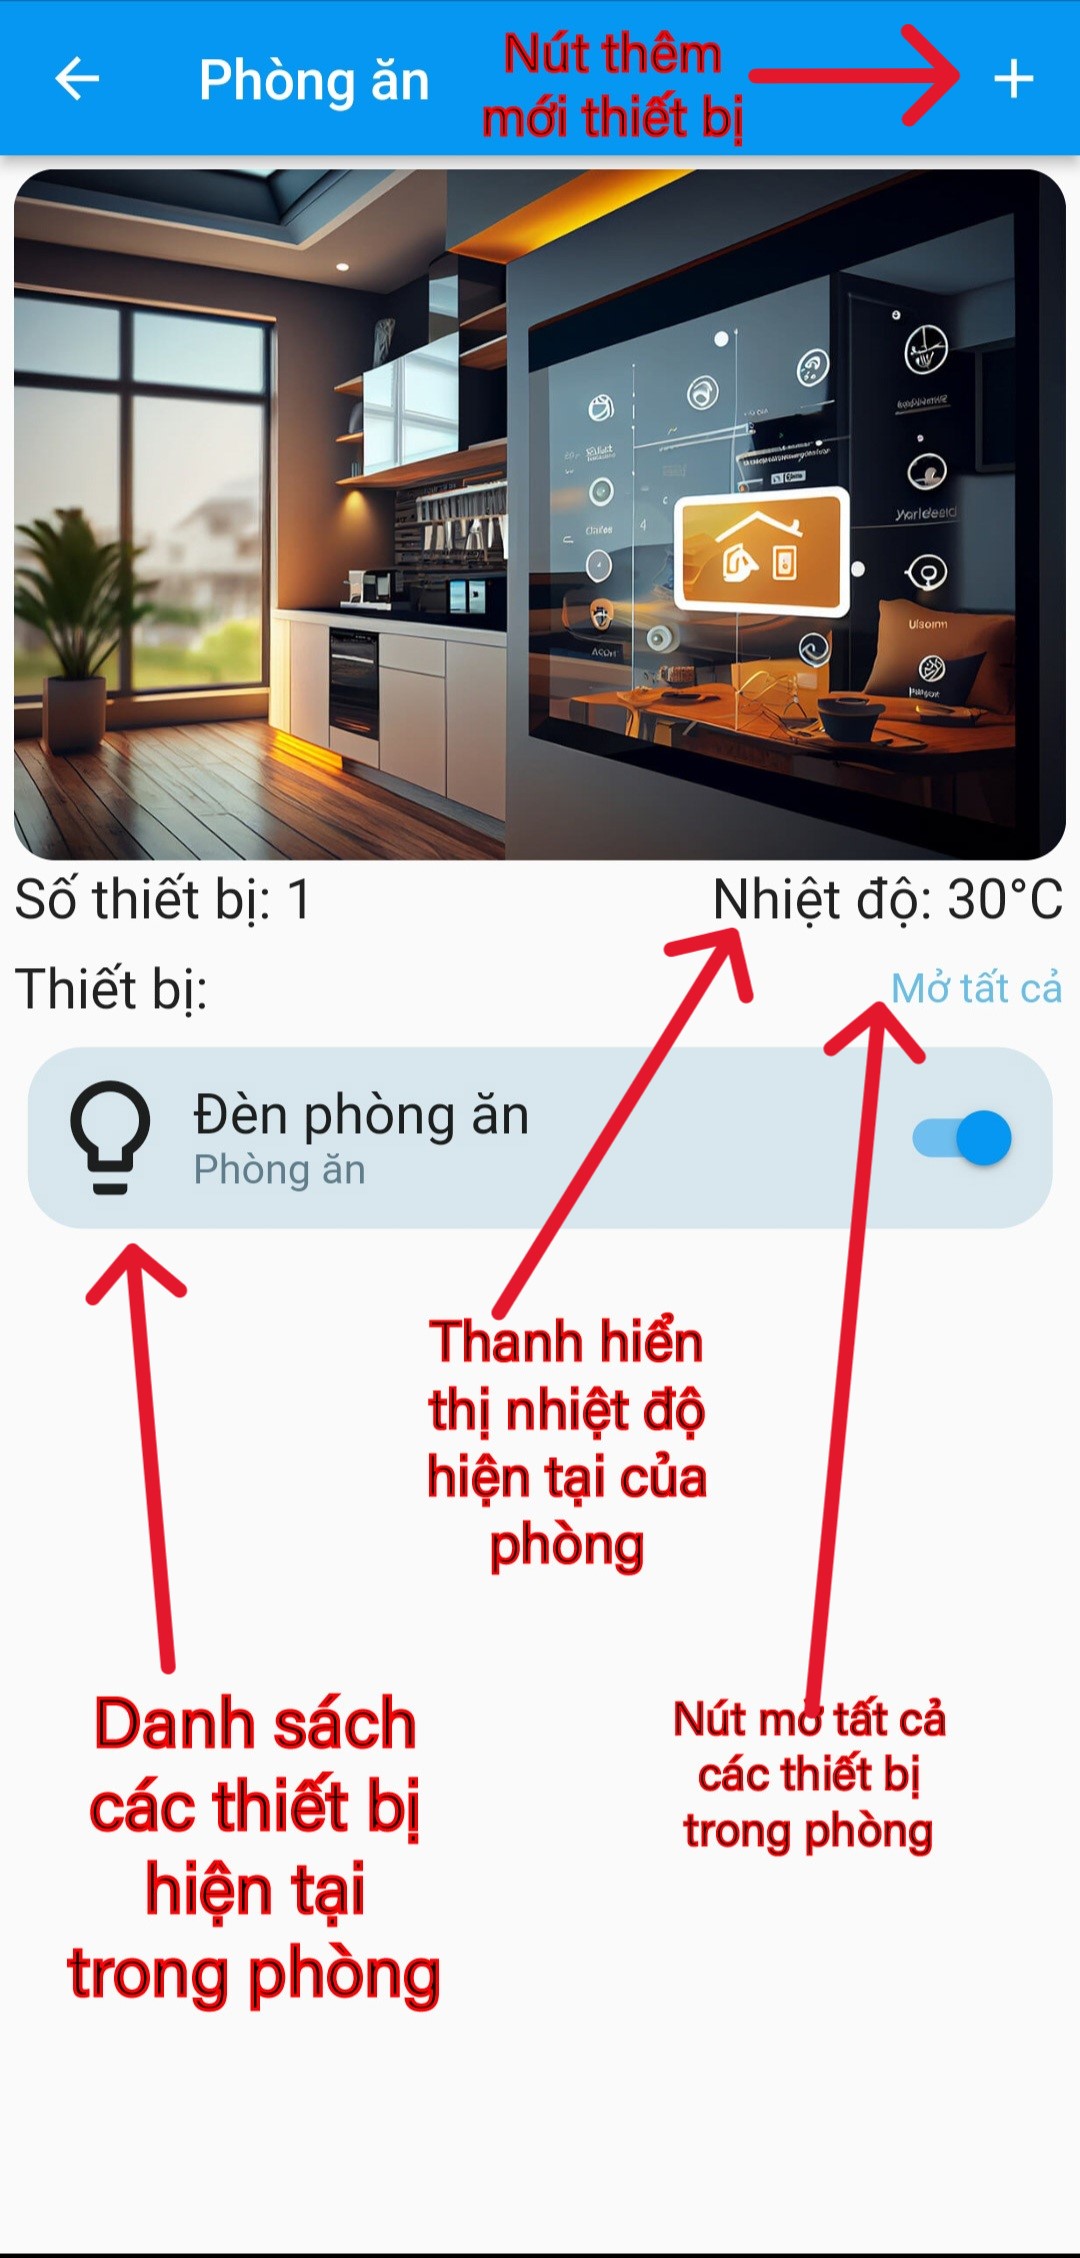 Phòng ăn
Nút thêm
mới thiết bị
Số thiết bị: 1
Nhiệt độ: 30°C
Thiết bị:
Mở tất cả
Đèn phòng ăn
Phòng ăn
Thanh hiển
thị nhiệt độ
hiện tại của
phòng
Danh sách
các thiết bị
hiện tại
trong phòng
Nút mở tất cả
các thiết bị
trong phòng